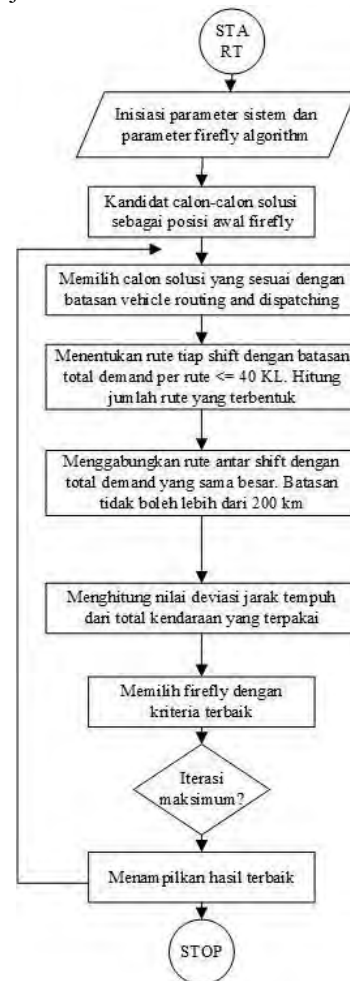 STA
RT
Inisiasi parameter sistem dan
parameter firefly algorithm
Kandidat calon-calon solusi
sebagai posisi awal firefly
Memilih calon solusi yang sesuai dengan
batasan vehicle routing and dispatching
Menentukan rute tiap shift dengan batasan
total demand per rute <= 40 KL. Hitung
jumlah rute yang terbentuk
Menggabungkan rute antar shift dengan
total demand yang sama besar. Batasan
tidak boleh lebih dari 200 km
Menghitung nilai deviasi jarak tempuh
dari total kendaraan yang terpakai
Memilih firefly dengan
kriteria terbaik
Iterasi
maksimum?
Menampilkan hasil terbaik
STOP